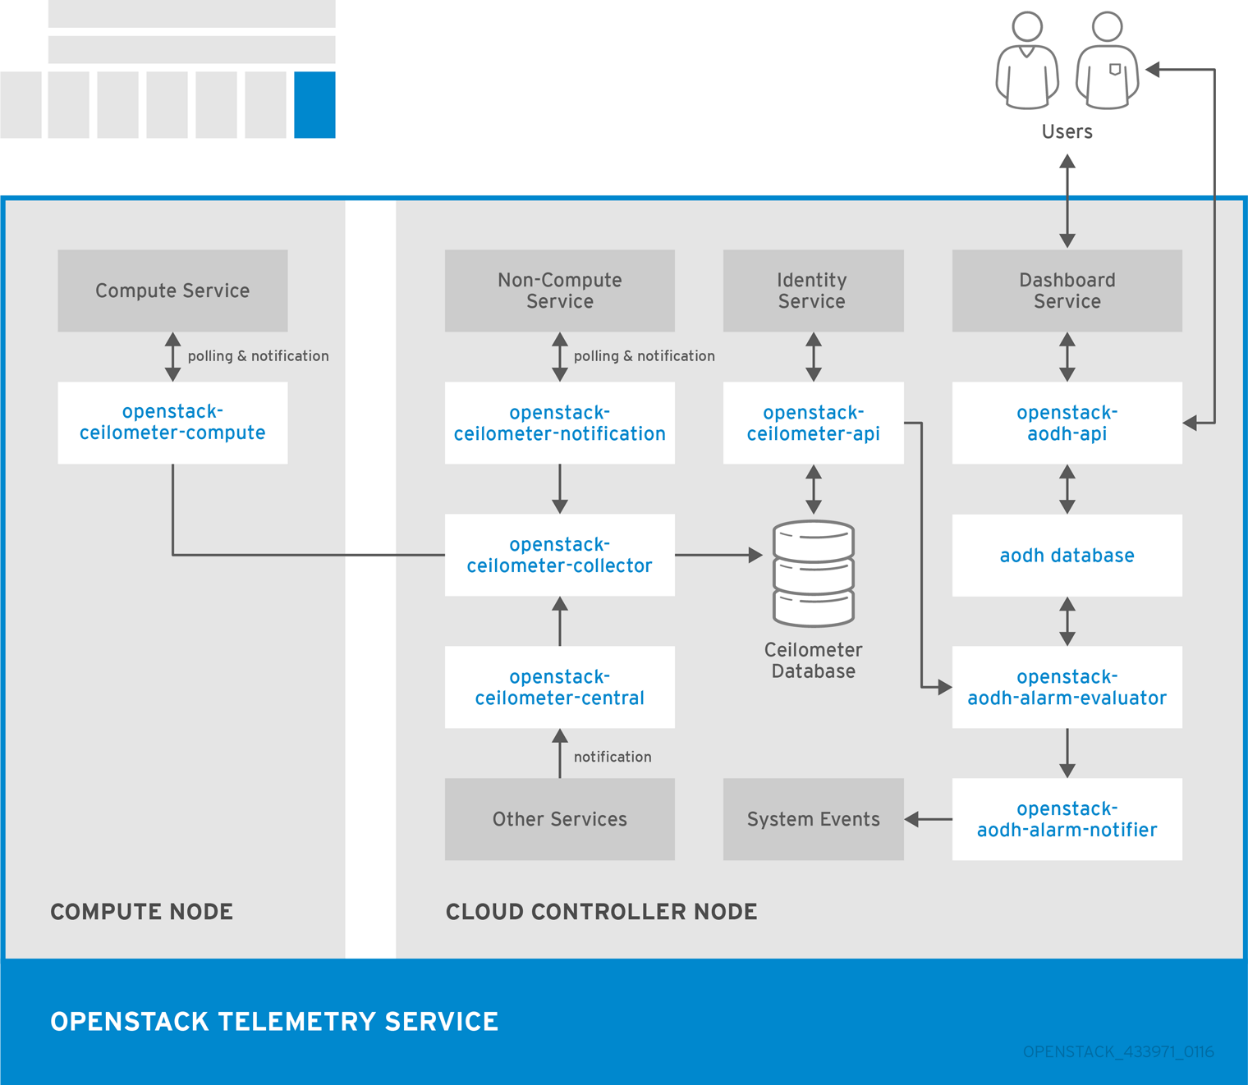 Users
Compute Service
polling & notification
openstack-
ceilometer-compute
Non-Compute
Service
polling & notification
openstack-
ceilometer-notification
openstack-
ceilometer-collector
openstack-
ceilometer-central
notification
Other Services
Identity
Service
openstack-
ceilometer-api
Ceilometer
Database
System Events
Dashboard
Service
openstack-
aodh-api
aodh database
openstack-
aodh-alarm-evaluator
openstack-
aodh-alarm-notifier
COMPUTE NODE
CLOUD CONTROLLER NODE
OPENSTACK TELEMETRY SERVICE
OPENSTACK_433971_0116